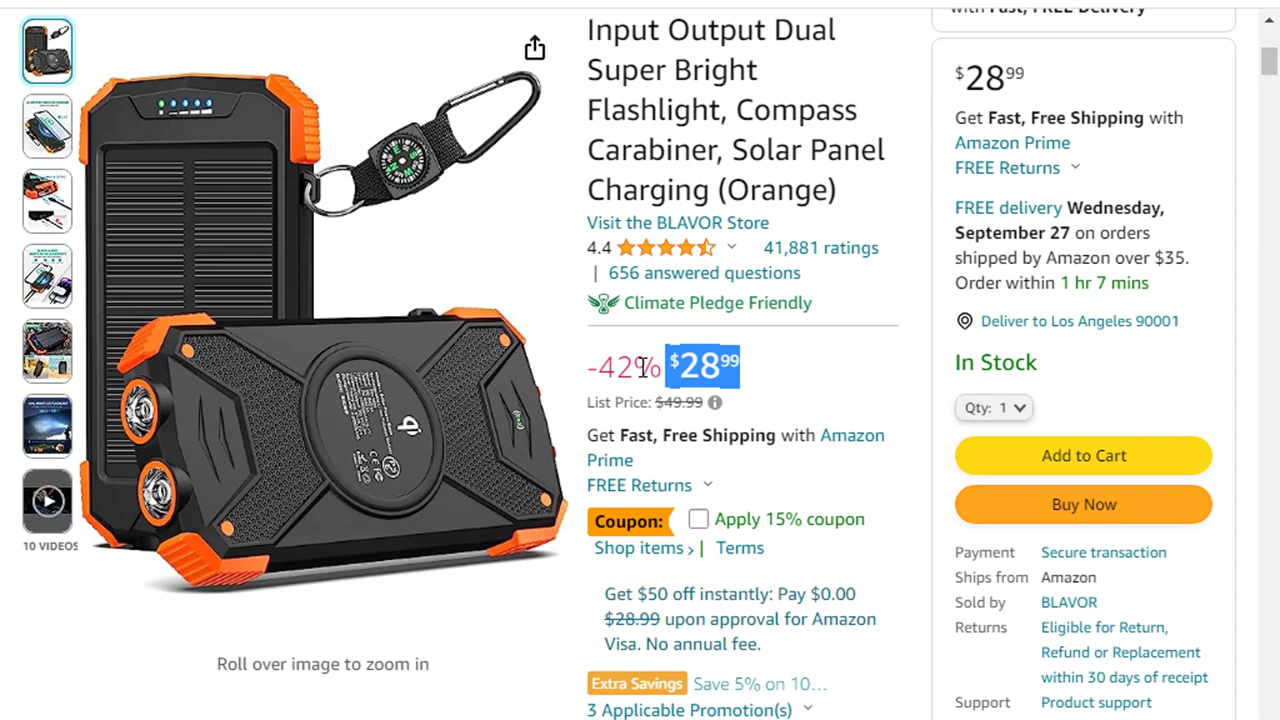 Input Output Dual
Super Bright
Flashlight, Compass
Carabiner, Solar Panel
Charging (Orange)
Visit the BLAVOR Store
4.4 41,881 ratings
| 656 answered questions
Climate Pledge Friendly
-42% $28 99
List Price: $49.99
Get Fast, Free Shipping with Amazon
Prime
FREE Returns
Coupon: Apply 15% coupon
Shop items › | Terms
Get $50 off instantly: Pay $0.00
$28.99 upon approval for Amazon
Visa. No annual fee.
Extra Savings Save 5% on 10…
3 Applicable Promotion(s)
10 VIDEOS
Roll over image to zoom in
with Fast, FREE Delivery
$28 99
Get Fast, Free Shipping with
Amazon Prime
FREE Returns
FREE delivery Wednesday,
September 27 on orders
shipped by Amazon over $35.
Order within 1 hr 7 mins
Deliver to Los Angeles 90001
In Stock
Qty: 1
Add to Cart
Buy Now
Payment Secure transaction
Ships from Amazon
Sold by BLAVOR
Returns Eligible for Return,
Refund or Replacement
within 30 days of receipt
Support Product support